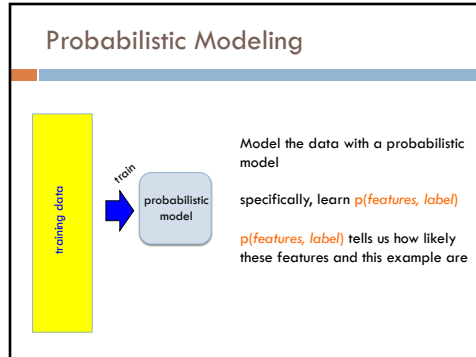 Probabilistic Modeling
training data
train
probabilistic
model
Model the data with a probabilistic
model
specifically, learn p(features, label)
p(features, label) tells us how likely
these features and this example are